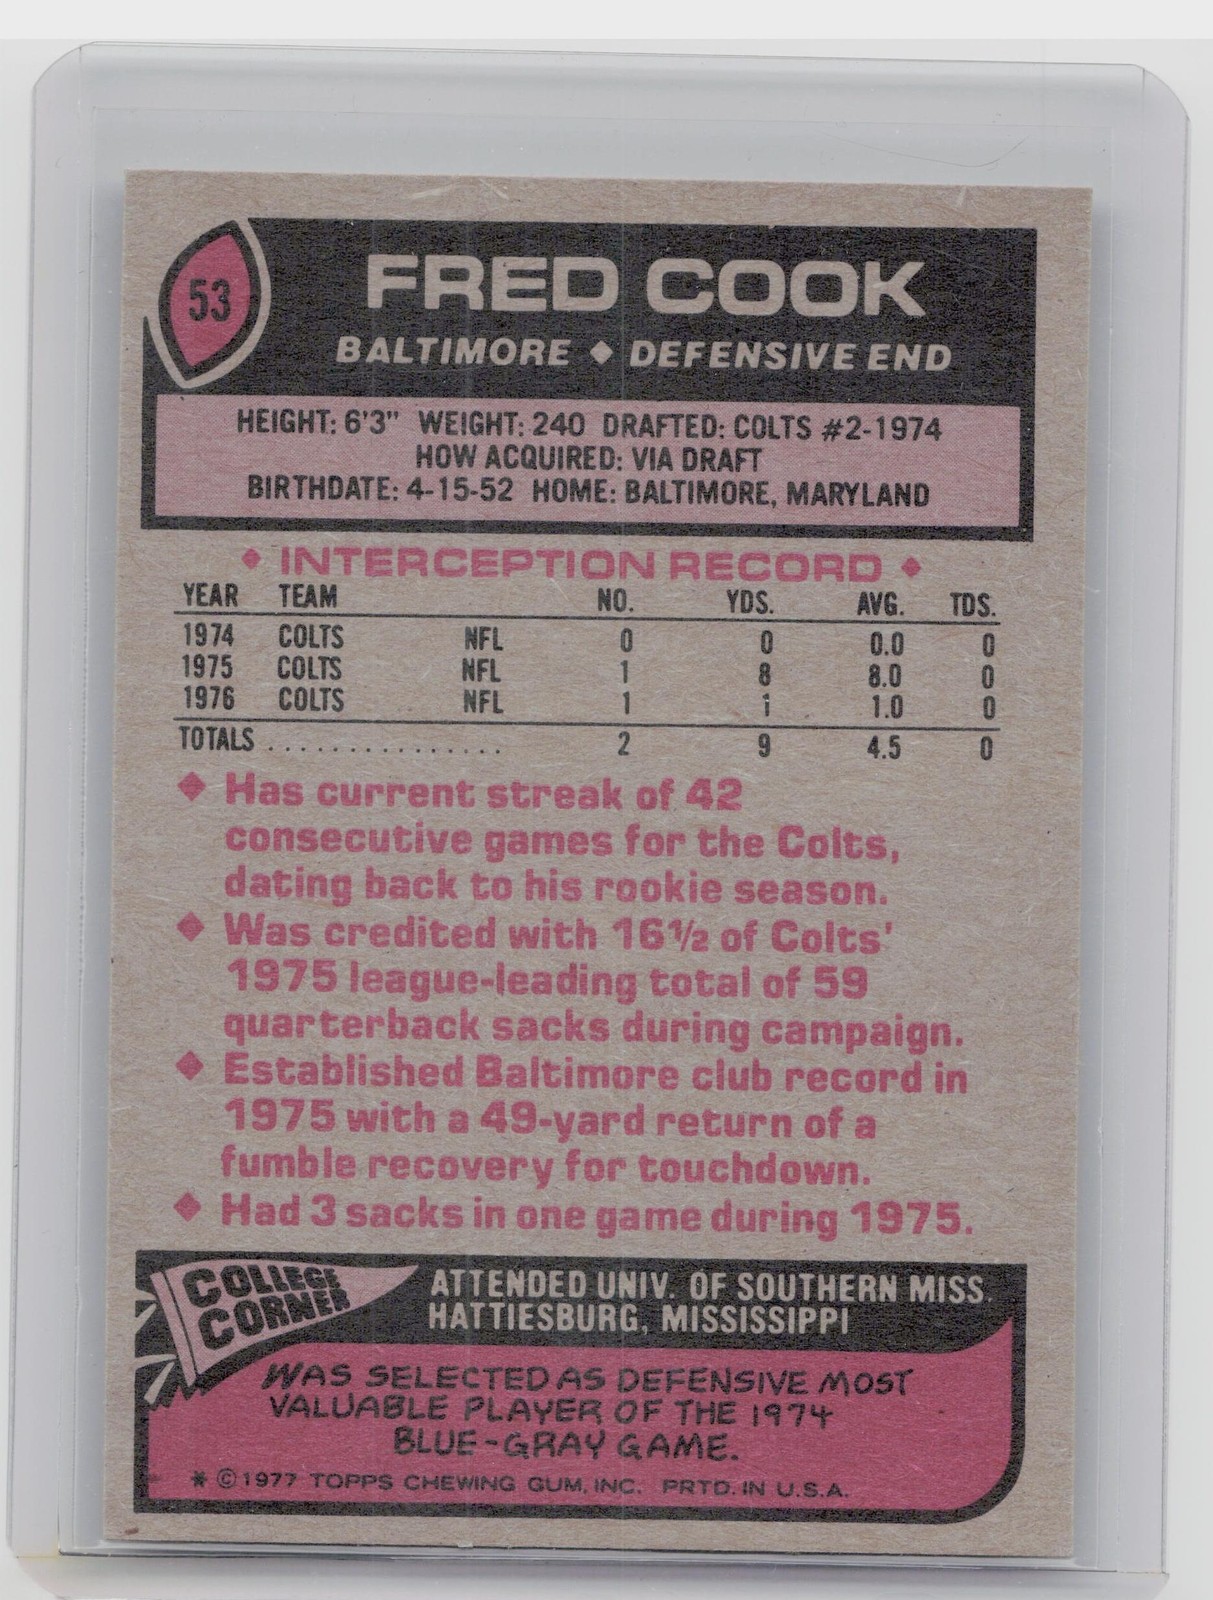 53
FRED COOK
BALTIMORE ◆ DEFENSIVE END
HEIGHT: 6'3" WEIGHT: 240 DRAFTED: COLTS #2-1974
HOW ACQUIRED: VIA DRAFT
BIRTHDATE: 4-15-52 HOME: BALTIMORE, MARYLAND
◆ INTERCEPTION RECORD ◆
YEAR TEAM NO. YDS. AVG. TDS.
1974 COLTS NFL 0 0 0.0 0
1975 COLTS NFL 1 8 8.0 0
1976 COLTS NFL 1 1 1.0 0
TOTALS ................ 2 9 4.5 0
◆ Has current streak of 42
consecutive games for the Colts,
dating back to his rookie season.
◆ Was credited with 16½ of Colts'
1975 league-leading total of 59
quarterback sacks during campaign.
◆ Established Baltimore club record in
1975 with a 49-yard return of a
fumble recovery for touchdown.
◆ Had 3 sacks in one game during 1975.
COLLEGE
CORNER
ATTENDED UNIV. OF SOUTHERN MISS.
HATTIESBURG, MISSISSIPPI
WAS SELECTED AS DEFENSIVE MOST
VALUABLE PLAYER OF THE 1974
BLUE-GRAY GAME.
* © 1977 TOPPS CHEWING GUM, INC. PRTD. IN U.S.A.